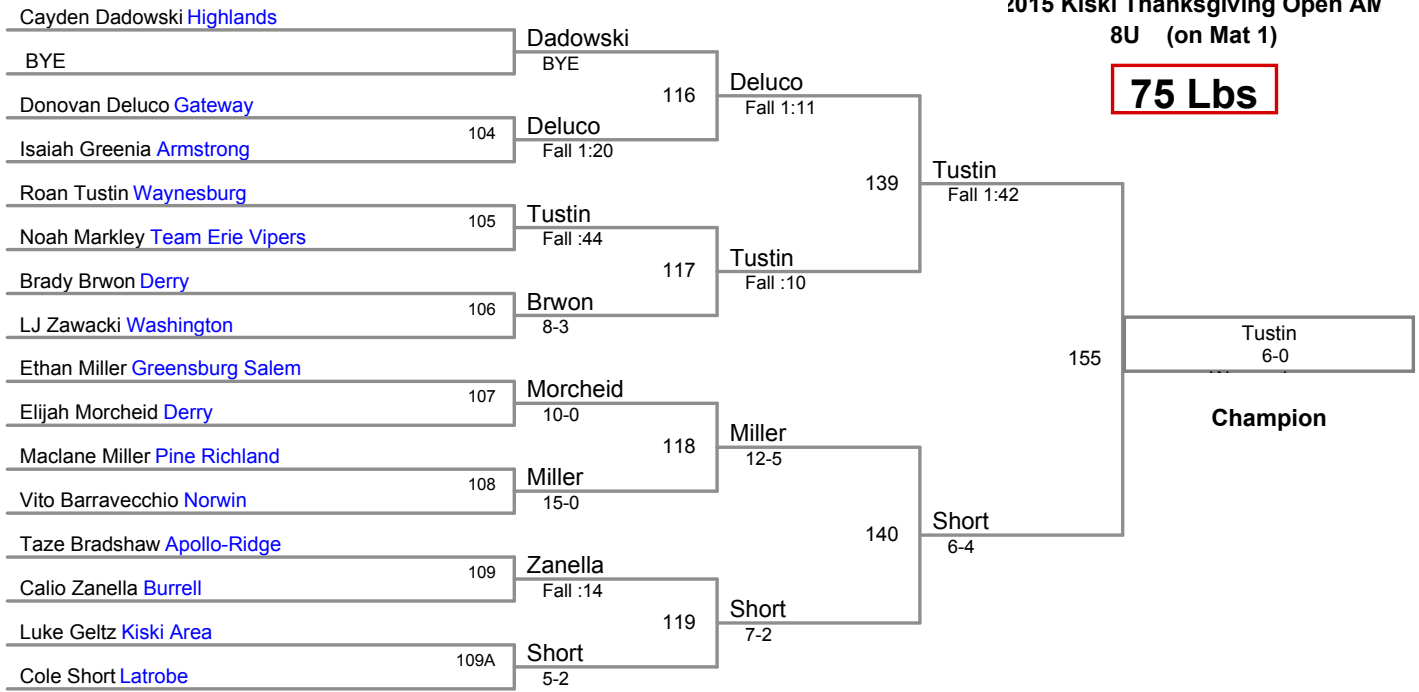 2015 Kiski Thanksgiving Open AM
8U (on Mat 1)
75 Lbs
Cayden Dadowski Highlands
BYE
Donovan Deluco Gateway
Isaiah Greenia Armstrong
Roan Tustin Waynesburg
Noah Markley Team Erie Vipers
Brady Brwon Derry
LJ Zawacki Washington
Ethan Miller Greensburg Salem
Elijah Morcheid Derry
Maclane Miller Pine Richland
Vito Barravecchio Norwin
Taze Bradshaw Apollo-Ridge
Calio Zanella Burrell
Luke Geltz Kiski Area
Cole Short Latrobe
104
105
106
107
108
109
109A
Dadowski
BYE
Deluco
Fall 1:20
Tustin
Fall :44
Brwon
8-3
Morcheid
10-0
Miller
15-0
Zanella
Fall :14
Short
5-2
116
117
118
119
Deluco
Fall 1:11
Tustin
Fall :10
Miller
12-5
Short
7-2
139
140
Tustin
Fall 1:42
Short
6-4
155
Tustin
6-0
Champion